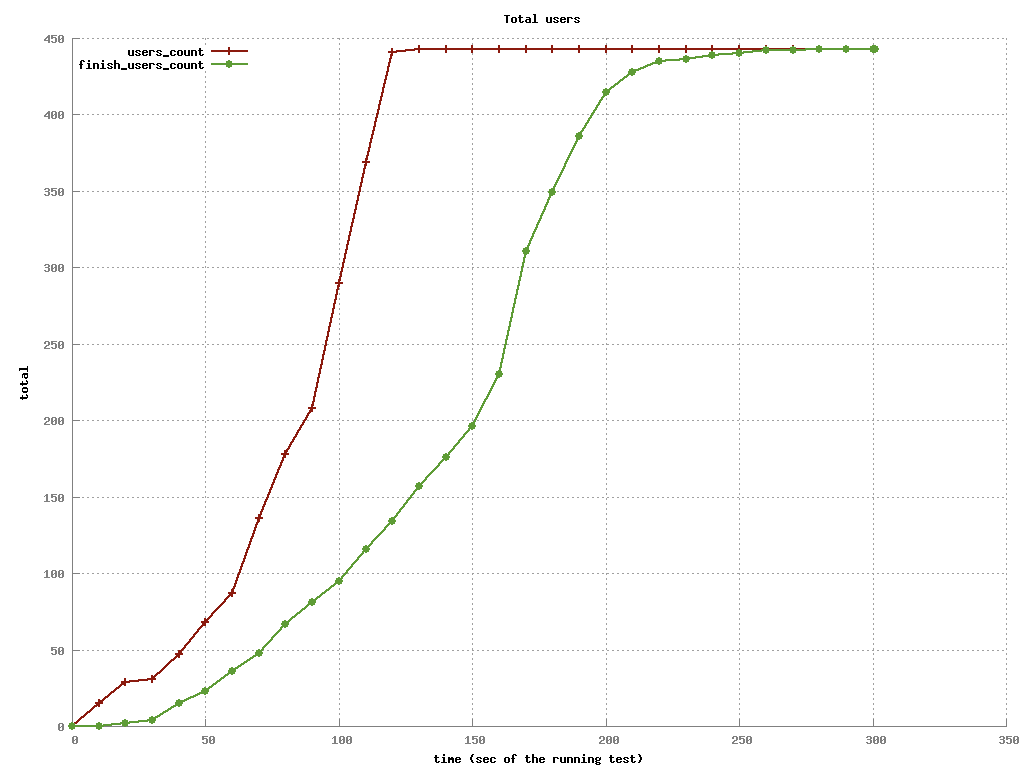 Total users
users_count
finish_users_count
450
400
350
300
250
200
150
100
50
0
total
0 50 100 150 200 250 300 350
time (sec of the running test)